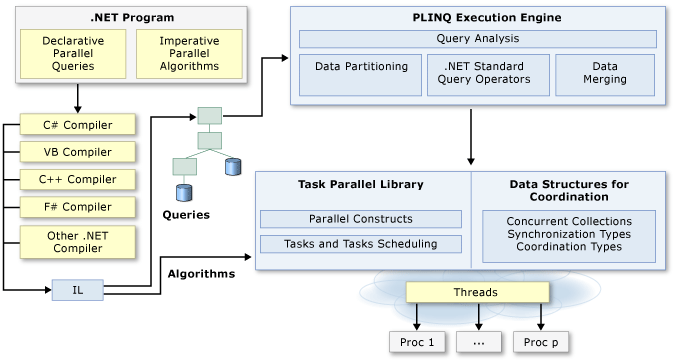 .NET Program
Declarative
Parallel
Queries
Imperative
Parallel
Algorithms
C# Compiler
VB Compiler
C++ Compiler
F# Compiler
Other .NET
Compiler
IL
Queries
Algorithms
PLINQ Execution Engine
Query Analysis
Data Partitioning
.NET Standard
Query Operators
Data
Merging
Task Parallel Library
Parallel Constructs
Tasks and Tasks Scheduling
Data Structures for
Coordination
Concurrent Collections
Synchronization Types
Coordination Types
Threads
Proc 1
...
Proc p